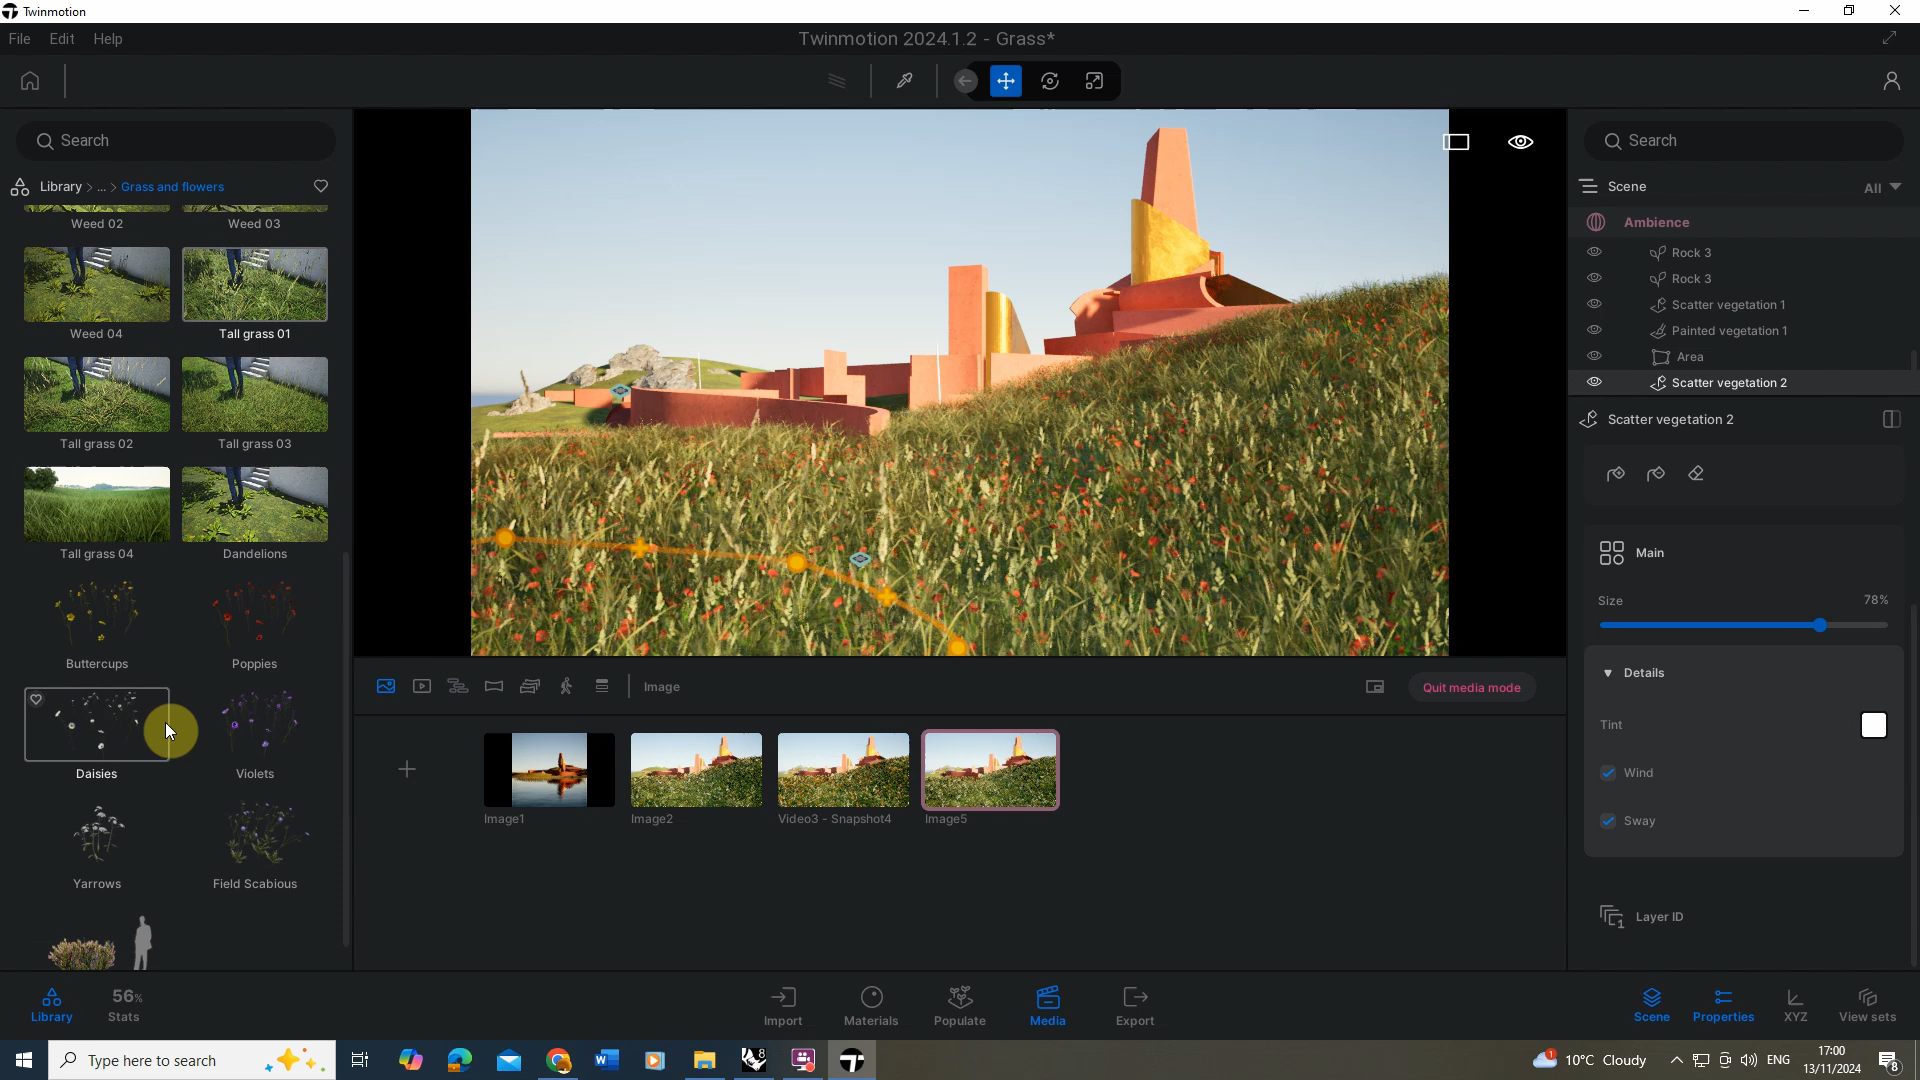 Twinmotion
File Edit Help
Twinmotion 2024.1.2 - Grass*
Search
Library > ... > Grass and flowers
Weed 02 Weed 03
Weed 04 Tall grass 01
Tall grass 02 Tall grass 03
Tall grass 04 Dandelions
Buttercups Poppies
Daisies Violets
Yarrows Field Scabious
Image
Quit media mode
Image1 Image2 Video3 - Snapshot4 Image5
Search
Scene All
Ambience
Rock 3
Rock 3
Scatter vegetation 1
Painted vegetation 1
Area
Scatter vegetation 2
Scatter vegetation 2
Main
Size 78%
Details
Tint
Wind
Sway
1 Layer ID
Library 56% Stats
Import Materials Populate Media Export
Scene Properties XYZ View sets
Type here to search
8
1 10°C Cloudy
ENG
17:00
13/11/2024
8